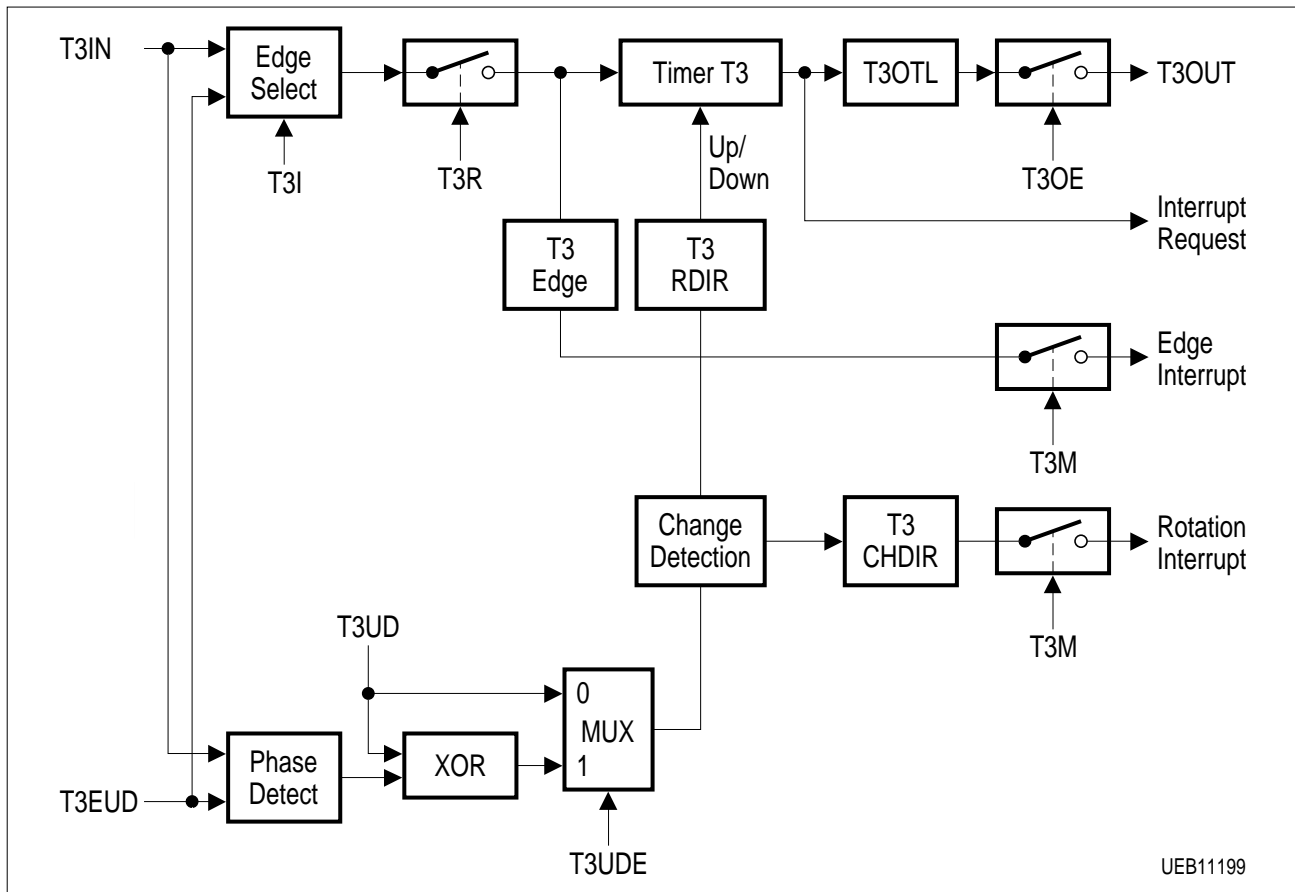 T3IN
Edge
Select
T3I
T3R
Timer T3
T3OTL
T3OUT
Up/
Down
T3OE
Interrupt
Request
T3
Edge
T3
RDIR
Edge
Interrupt
T3M
Change
Detection
T3
CHDIR
Rotation
Interrupt
T3M
T3UD
0
MUX
1
XOR
Phase
Detect
T3EUD
T3UDE
UEB11199